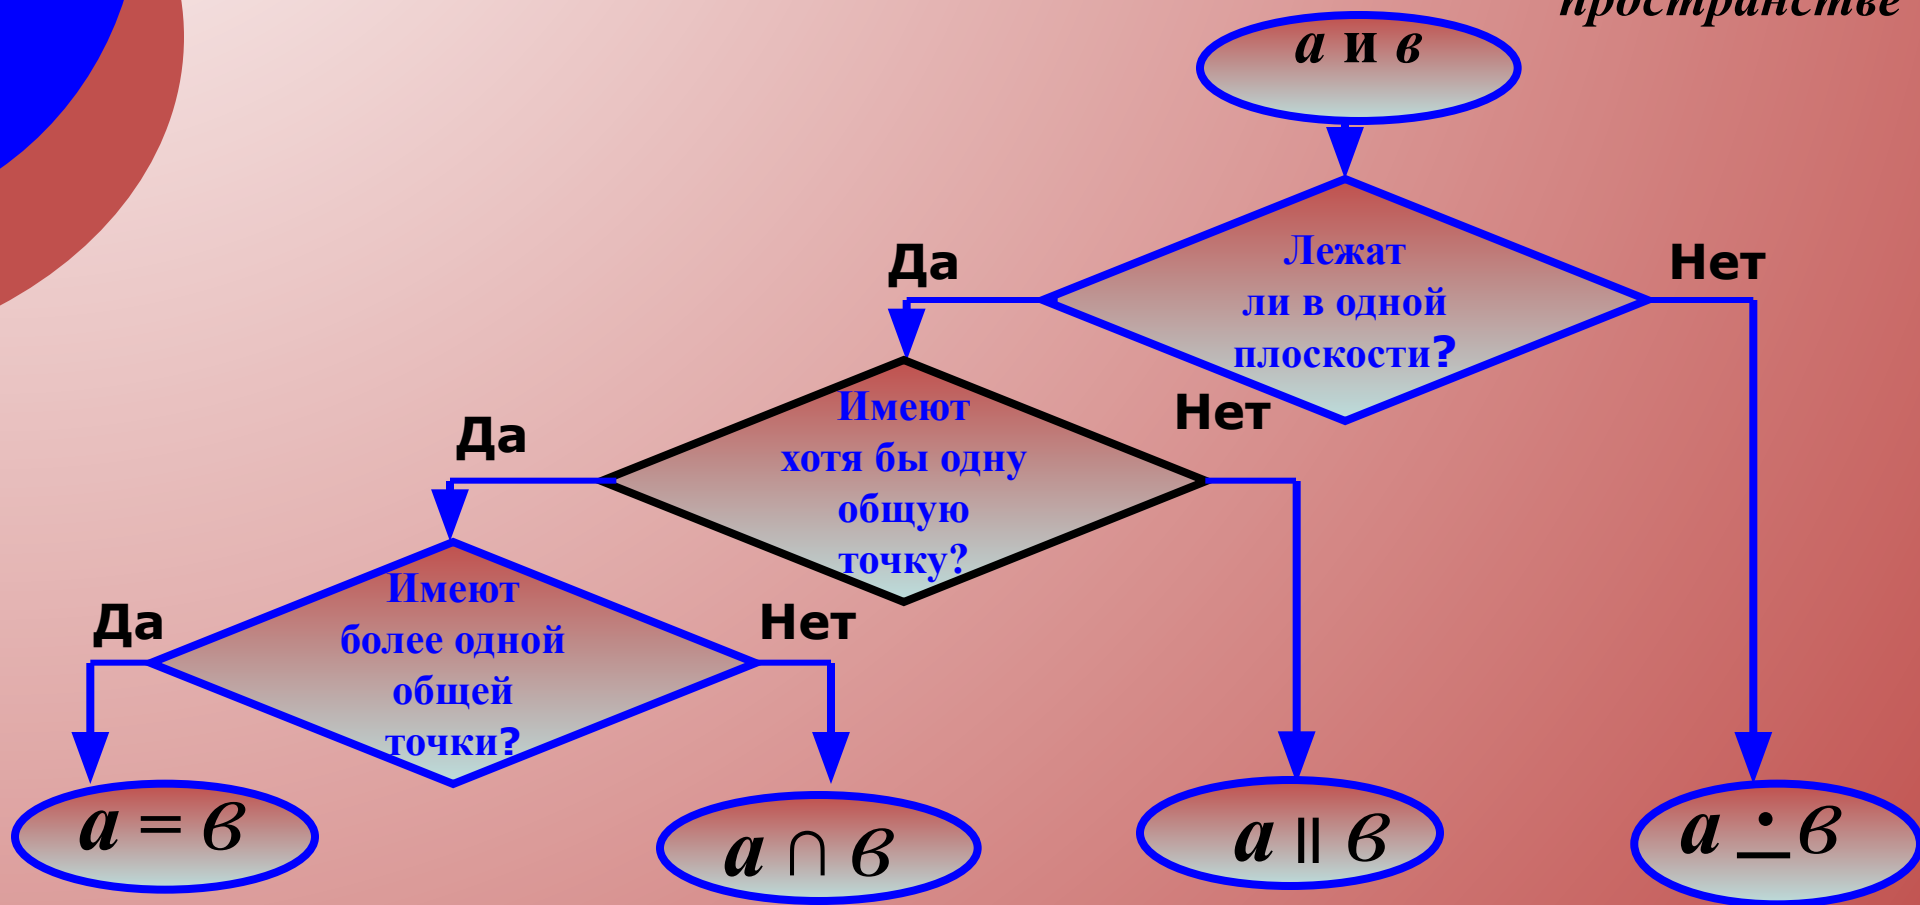 пространстве
а и в
Лежат
ли в одной
плоскости?
Да
Нет
Имеют
хотя бы одну
общую
точку?
Да
Нет
Имеют
более одной
общей
точки?
Да
Нет
а = в
а ∩ в
а || в
а ∸ в